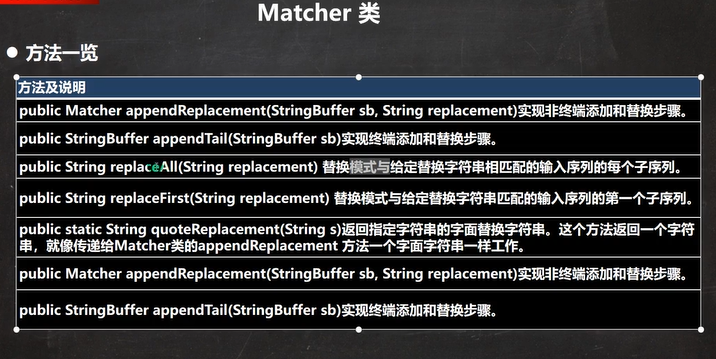 Matcher 类
● 方法一览
方法及说明
public Matcher appendReplacement(StringBuffer sb, String replacement)实现非终端添加和替换步骤。
public StringBuffer appendTail(StringBuffer sb)实现终端添加和替换步骤。
public String replaceAll(String replacement) 替换模式与给定替换字符串相匹配的输入序列的每个子序列。
public String replaceFirst(String replacement) 替换模式与给定替换字符串匹配的输入序列的第一个子序列。
public static String quoteReplacement(String s)返回指定字符串的字面替换字符串。这个方法返回一个字符
串，就像传递给Matcher类的appendReplacement 方法一个字面字符串一样工作。
public Matcher appendReplacement(StringBuffer sb, String replacement)实现非终端添加和替换步骤。
public StringBuffer appendTail(StringBuffer sb)实现终端添加和替换步骤。